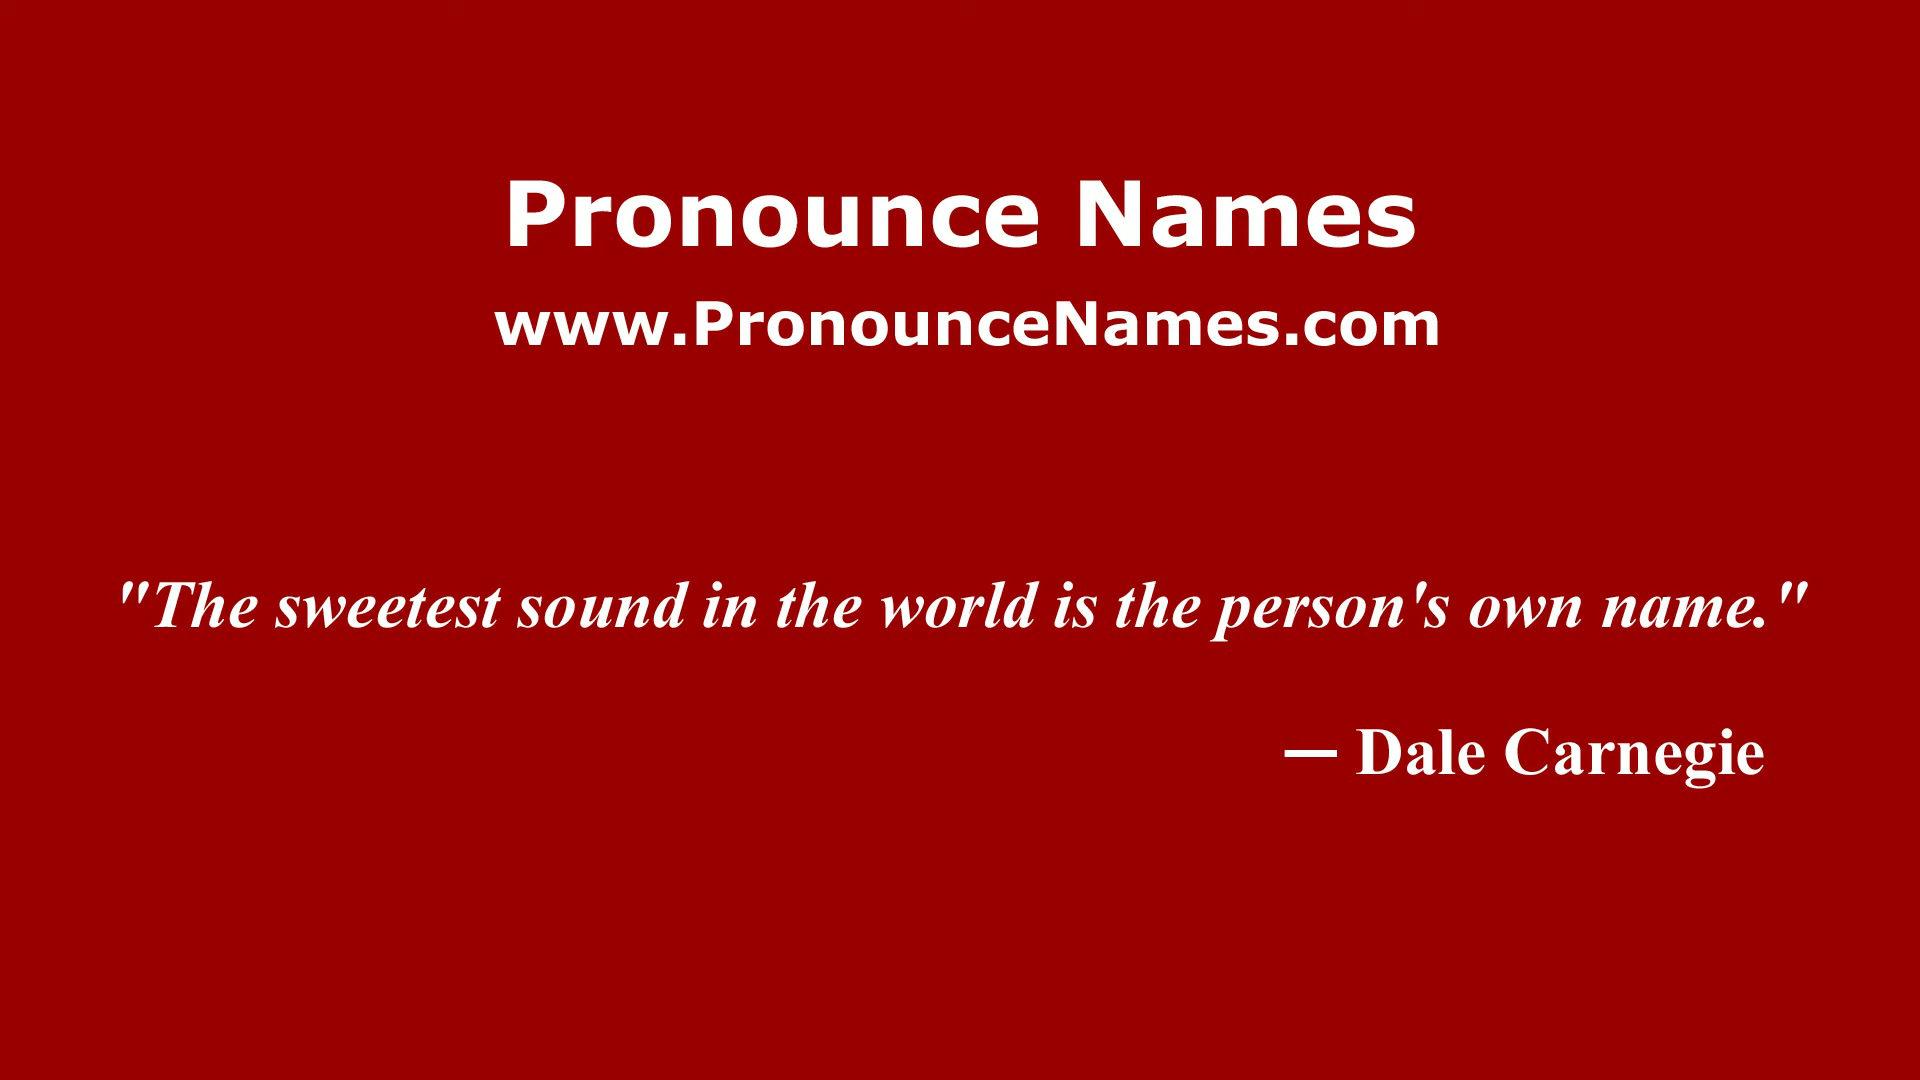 Pronounce Names
www.PronounceNames.com
"The sweetest sound in the world is the person's own name."
— Dale Carnegie